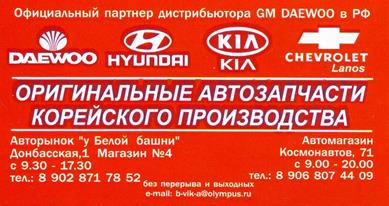 Официальный партнер дистрибьютора GM DAEWOO в РФ
DAEWOO HYUNDAI KIA KIA CHEVROLET
Lanos
ОРИГИНАЛЬНЫЕ АВТОЗАПЧАСТИ
КОРЕЙСКОГО ПРОИЗВОДСТВА
Авторынок "у Белой башни"
Донбасская,1 Магазин №4
с 9.30 - 17.30
тел.: 8 902 871 78 52
Автомагазин
Космонавтов, 71
с 9.00 - 20.00
тел.: 8 906 807 44 09
без перерыва и выходных
e-mail: b-vik-a@olympus.ru